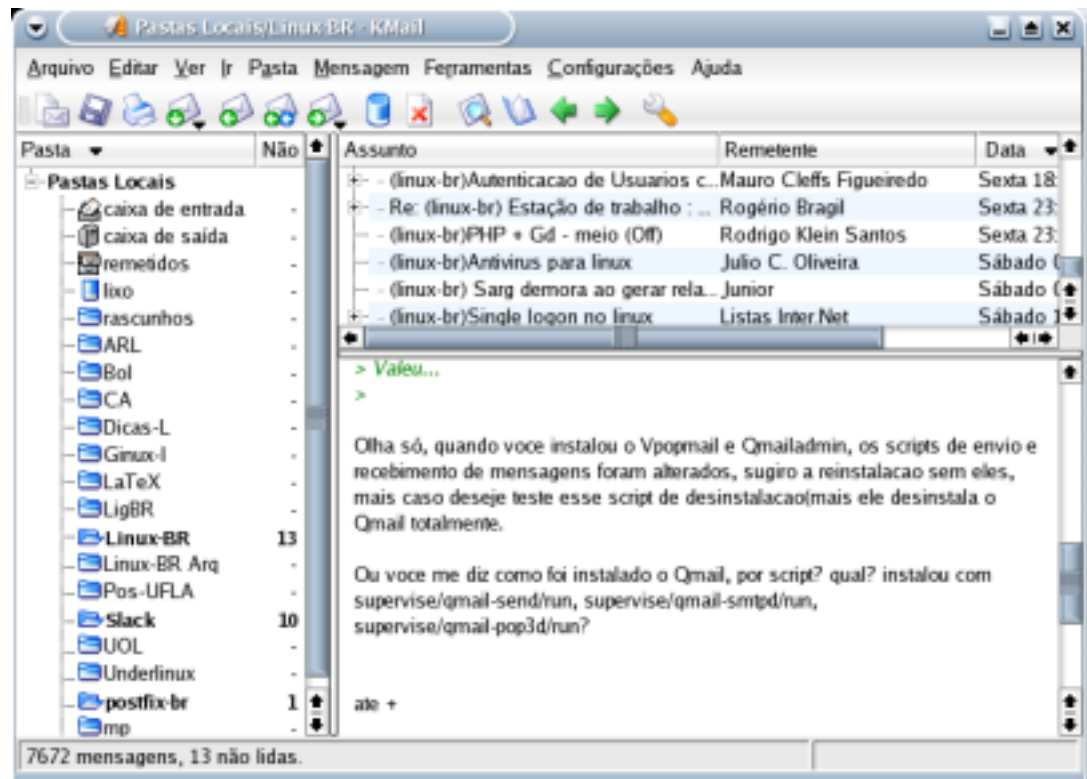 Pastas Locais/Linux-BR - KMail
Arquivo Editar Ver Ir Pasta Mensagem Ferramentas Configurações Ajuda
Pasta Não
Pastas Locais
caixa de entrada -
caixa de saída -
remetidos -
lixo -
rascunhos -
ARL -
Bol -
CA -
Dicas-L -
Ginux-l -
LaTeX -
LigBR -
Linux-BR 13
Linux-BR Arq -
Pos-UFLA -
Slack 10
UOL -
Underlinux -
postfix-br 1
mp -
Assunto Remetente Data
(linux-br)Autenticacao de Usuarios c... Mauro Cleffs Figueiredo Sexta 18:
Re: (linux-br) Estação de trabalho : ... Rogério Bragil Sexta 23:
(linux-br)PHP + Gd - meio (Off) Rodrigo Klein Santos Sexta 23:
(linux-br)Antivirus para linux Julio C. Oliveira Sábado 0
(linux-br) Sarg demora ao gerar rela... Junior Sábado 0
(linux-br)Single logon no linux Listas Inter.Net Sábado 1
> Valeu...
>
Olha só, quando voce instalou o Vpopmail e Qmailadmin, os scripts de envio e
recebimento de mensagens foram alterados, sugiro a reinstalacao sem eles,
mais caso deseje teste esse script de desinstalacao(mais ele desinstala o
Qmail totalmente.
Ou voce me diz como foi instalado o Qmail, por script? qual? instalou com
supervise/qmail-send/run, supervise/qmail-smtpd/run,
supervise/qmail-pop3d/run?
ate +
7672 mensagens, 13 não lidas.